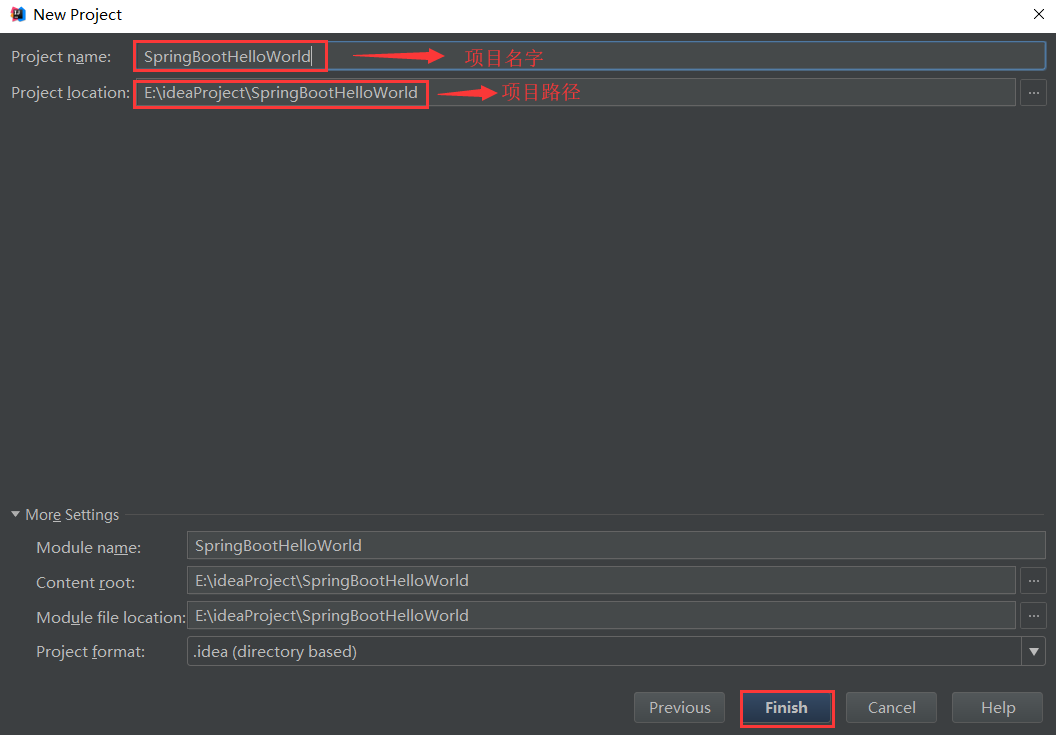 New Project
Project name: SpringBootHelloWorld 项目名字
Project location: E:\ideaProject\SpringBootHelloWorld 项目路径 ...
More Settings
Module name: SpringBootHelloWorld
Content root: E:\ideaProject\SpringBootHelloWorld ...
Module file location: E:\ideaProject\SpringBootHelloWorld ...
Project format: .idea (directory based)
Previous Finish Cancel Help